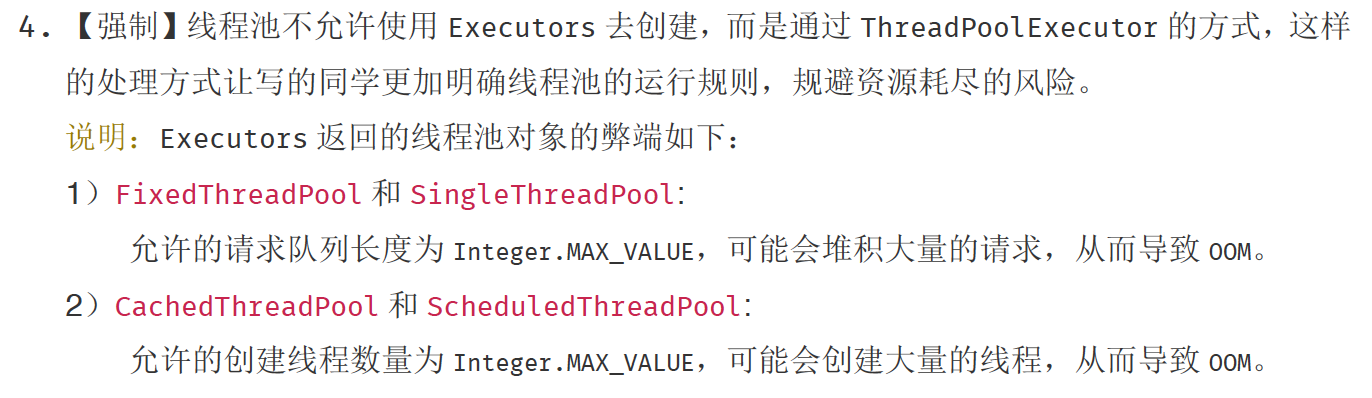 4. 【强制】线程池不允许使用 Executors 去创建，而是通过 ThreadPoolExecutor 的方式，这样
的处理方式让写的同学更加明确线程池的运行规则，规避资源耗尽的风险。
说明：Executors 返回的线程池对象的弊端如下：
1）FixedThreadPool 和 SingleThreadPool:
允许的请求队列长度为 Integer.MAX_VALUE，可能会堆积大量的请求，从而导致 OOM。
2）CachedThreadPool 和 ScheduledThreadPool:
允许的创建线程数量为 Integer.MAX_VALUE，可能会创建大量的线程，从而导致 OOM。